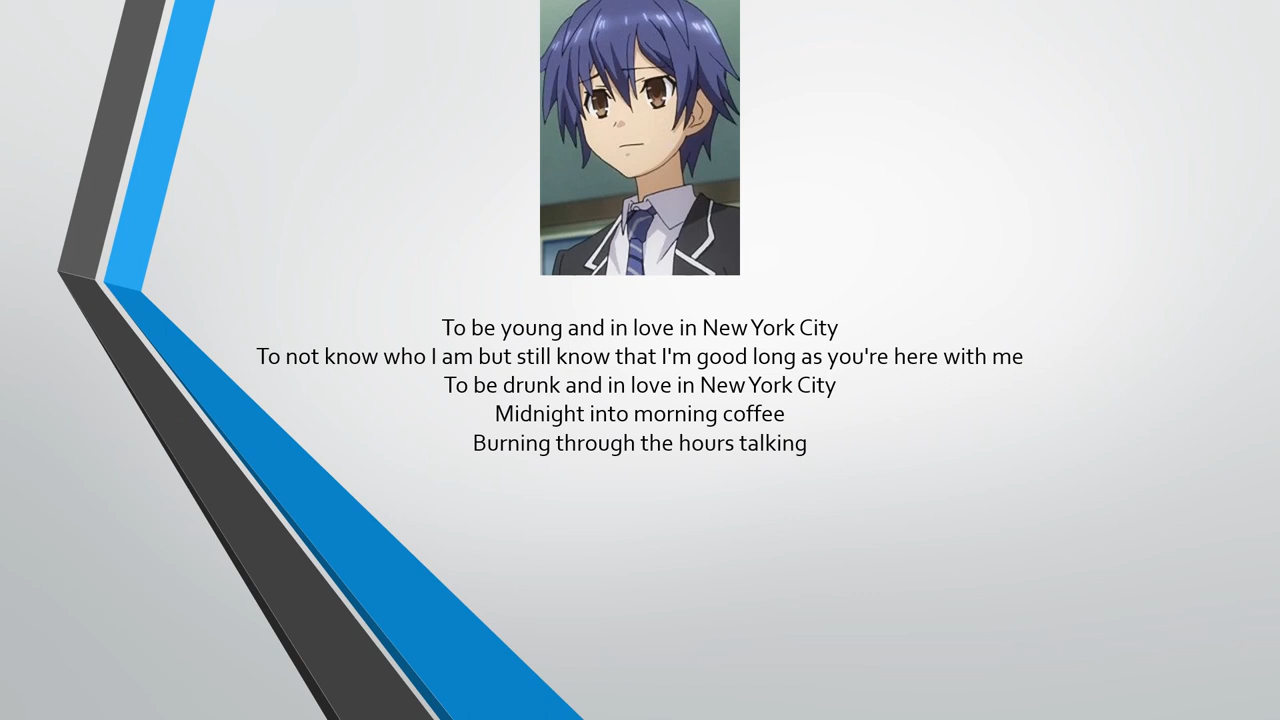 To be young and in love in New York City
To not know who I am but still know that I'm good long as you're here with me
To be drunk and in love in New York City
Midnight into morning coffee
Burning through the hours talking